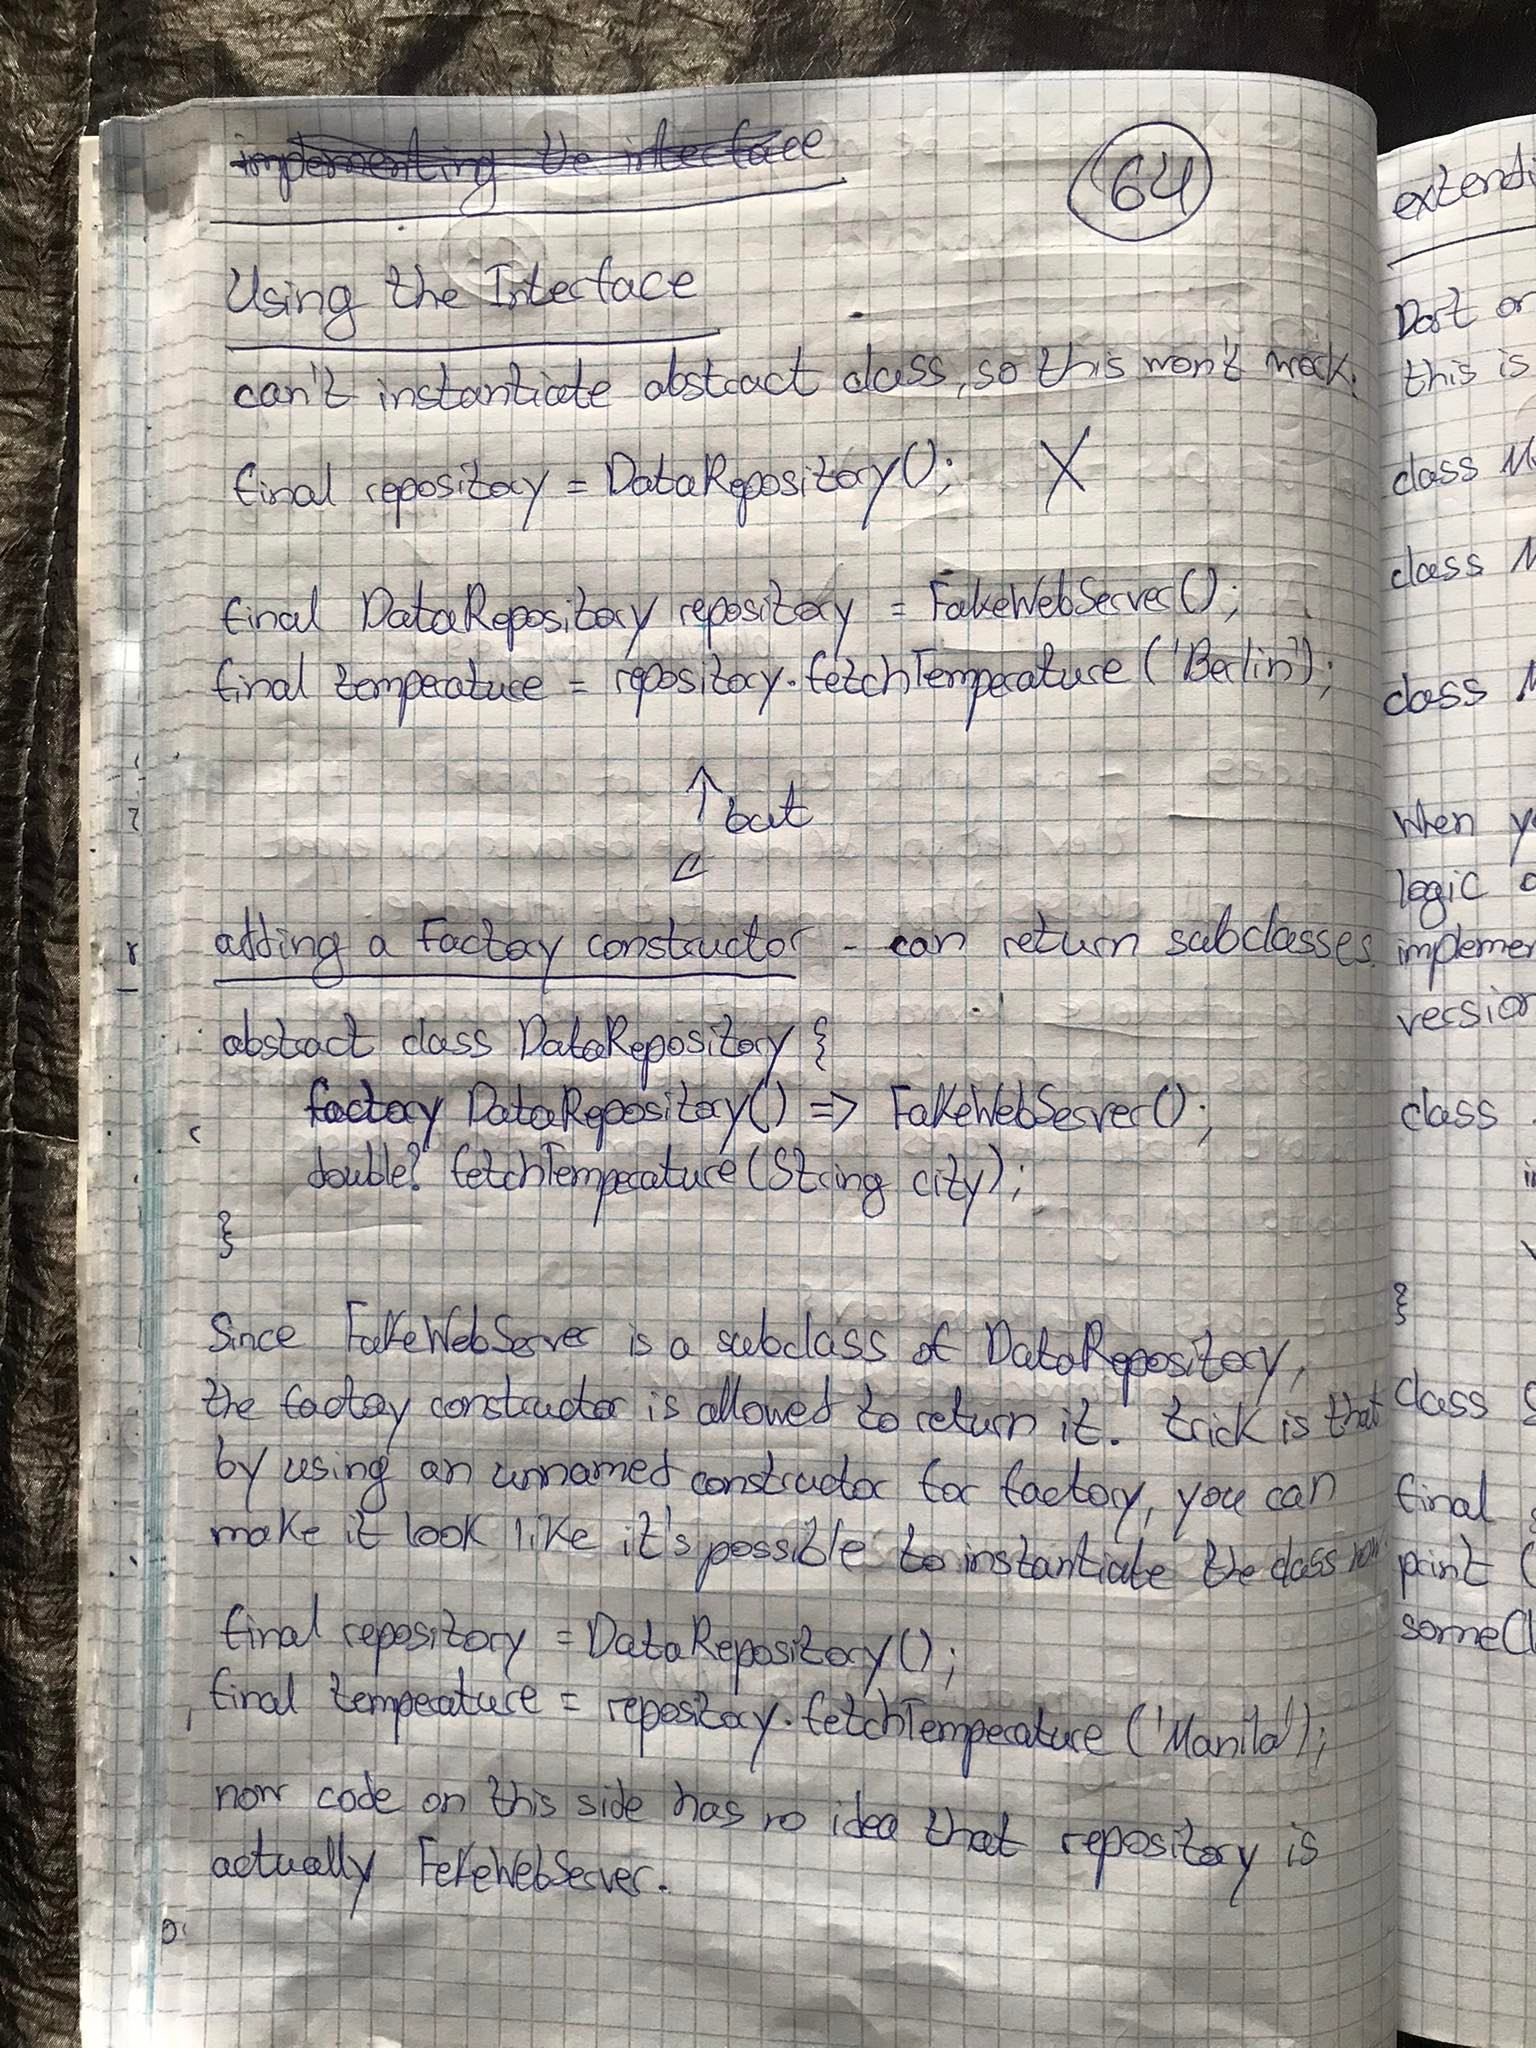 implementing the interface
64
Using the Interface
can't instantiate abstract class, so this won't work.
final repository = DataRepository(); X
final DataRepository repository = FakeWebServer();
final temperature = repository.fetchTemperature('Berlin');
↑ but
adding a factory constructor - can return subclasses
abstract class DataRepository {
factory DataRepository() => FakeWebServer();
double? fetchTemperature(String city);
}
Since FakeWebServer is a subclass of DataRepository,
the factory constructor is allowed to return it. trick is that
by using an unnamed constructor for factory, you can
make it look like it's possible to instantiate the class now.
final repository = DataRepository();
final temperature = repository.fetchTemperature('Manila');
now code on this side has no idea that repository is
actually FekeWebServer.
extendi
Dart
this is
class
class
class
When
logic
implemen
version
class
}
class
final
print (
someCl